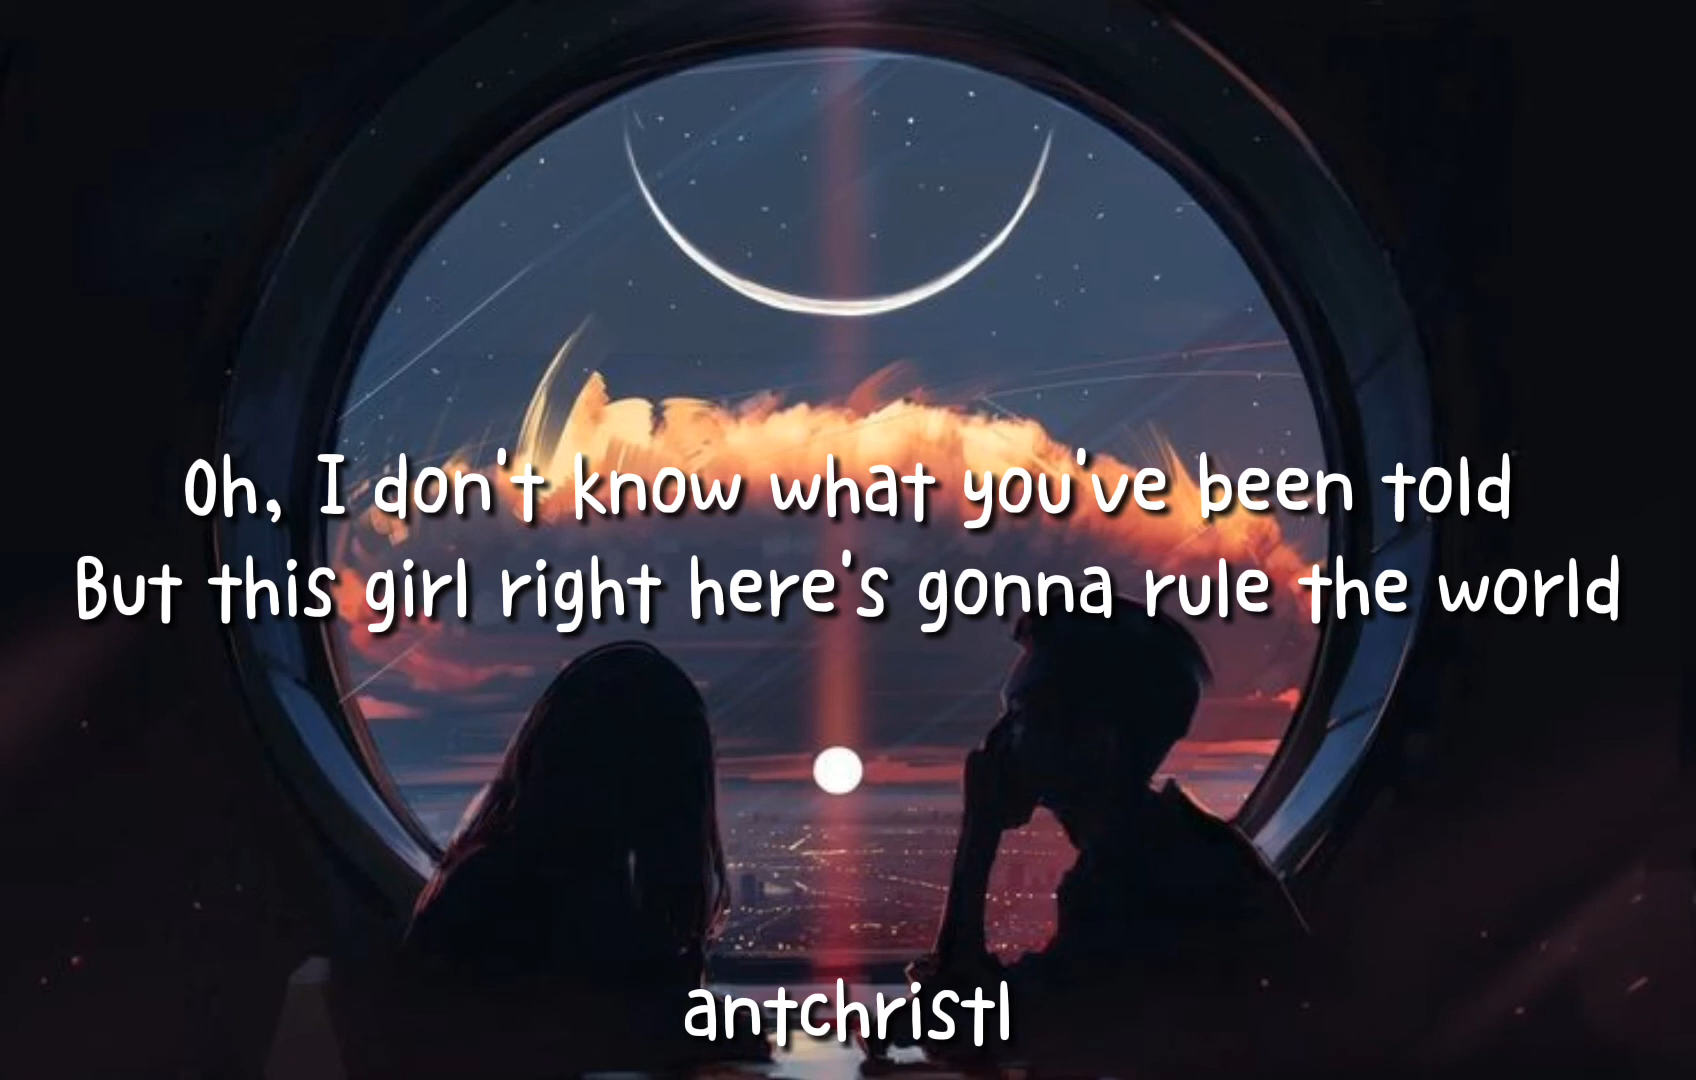 Oh, I don't know what you've been told
But this girl right here's gonna rule the world
antchristl